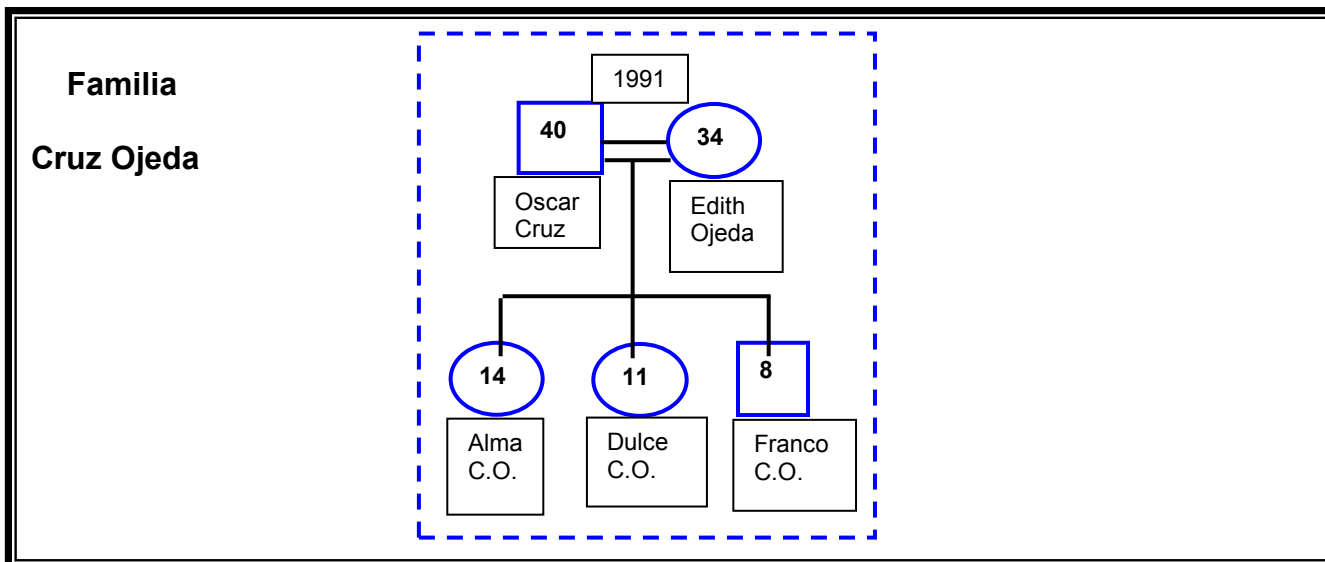 Familia
Cruz Ojeda
1991
40
34
Oscar
Cruz
Edith
Ojeda
14
11
8
Alma
C.O.
Dulce
C.O.
Franco
C.O.